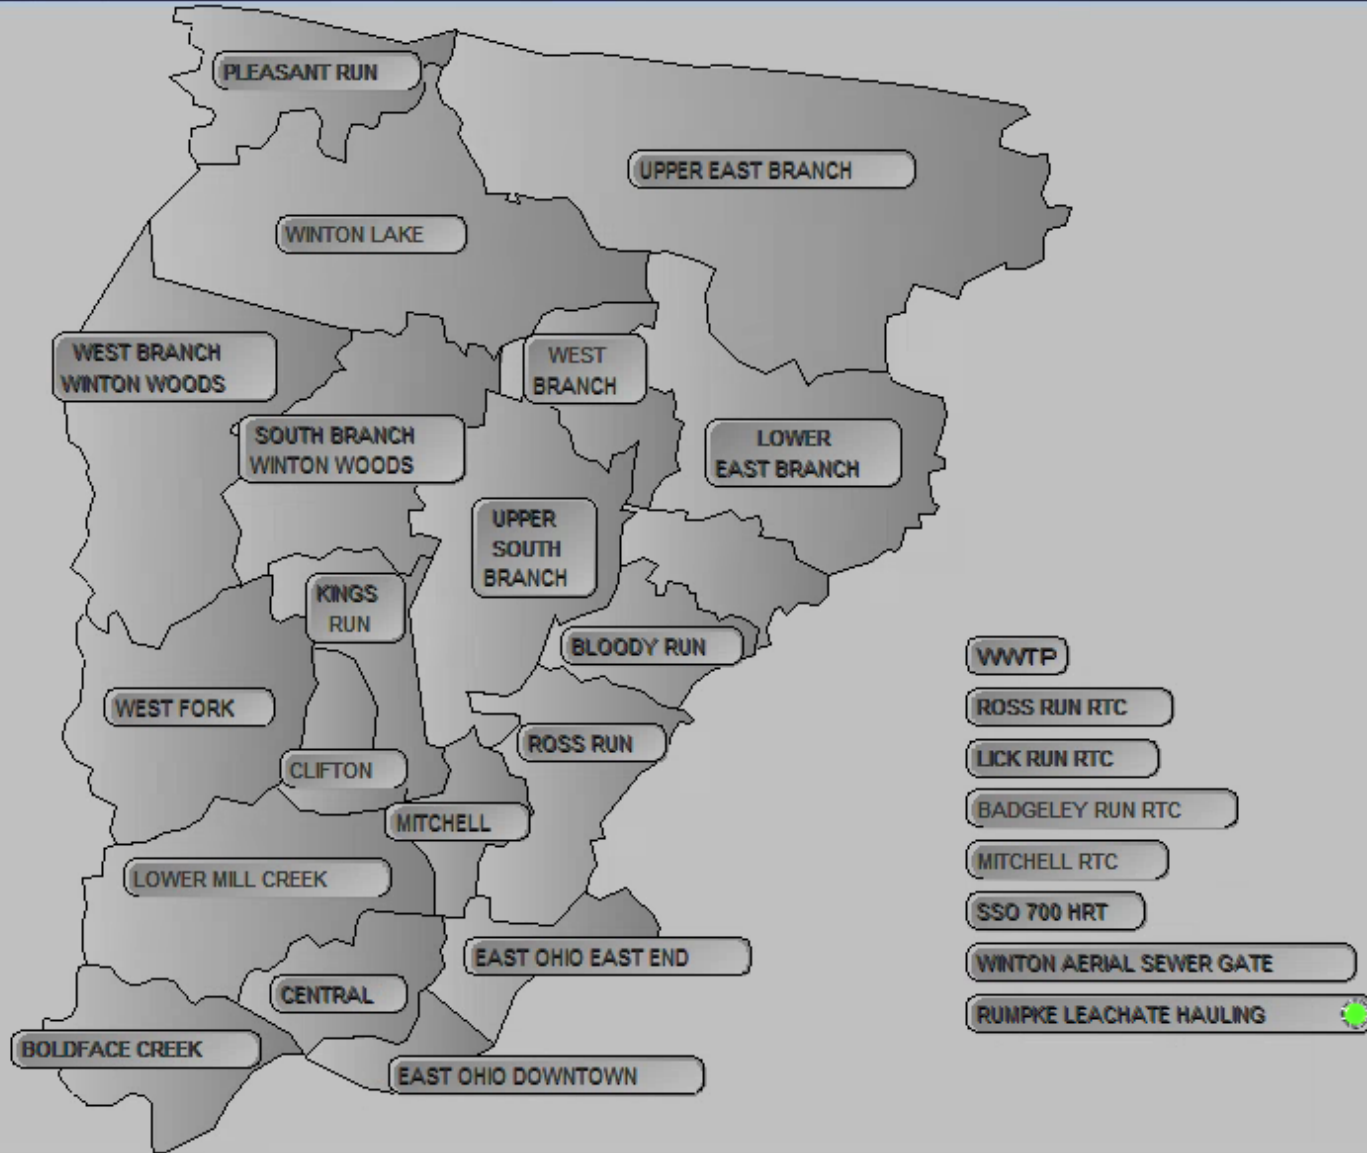 PLEASANT RUN
UPPER EAST BRANCH
WINTON LAKE
WEST BRANCH
WINTON WOODS
WEST
BRANCH
SOUTH BRANCH
WINTON WOODS
LOWER
EAST BRANCH
UPPER
SOUTH
BRANCH
KINGS
RUN
BLOODY RUN
WEST FORK
ROSS RUN
CLIFTON
MITCHELL
LOWER MILL CREEK
EAST OHIO EAST END
CENTRAL
BOLDFACE CREEK
EAST OHIO DOWNTOWN
WWTP
ROSS RUN RTC
LICK RUN RTC
BADGELEY RUN RTC
MITCHELL RTC
SSO 700 HRT
WINTON AERIAL SEWER GATE
RUMPKE LEACHATE HAULING